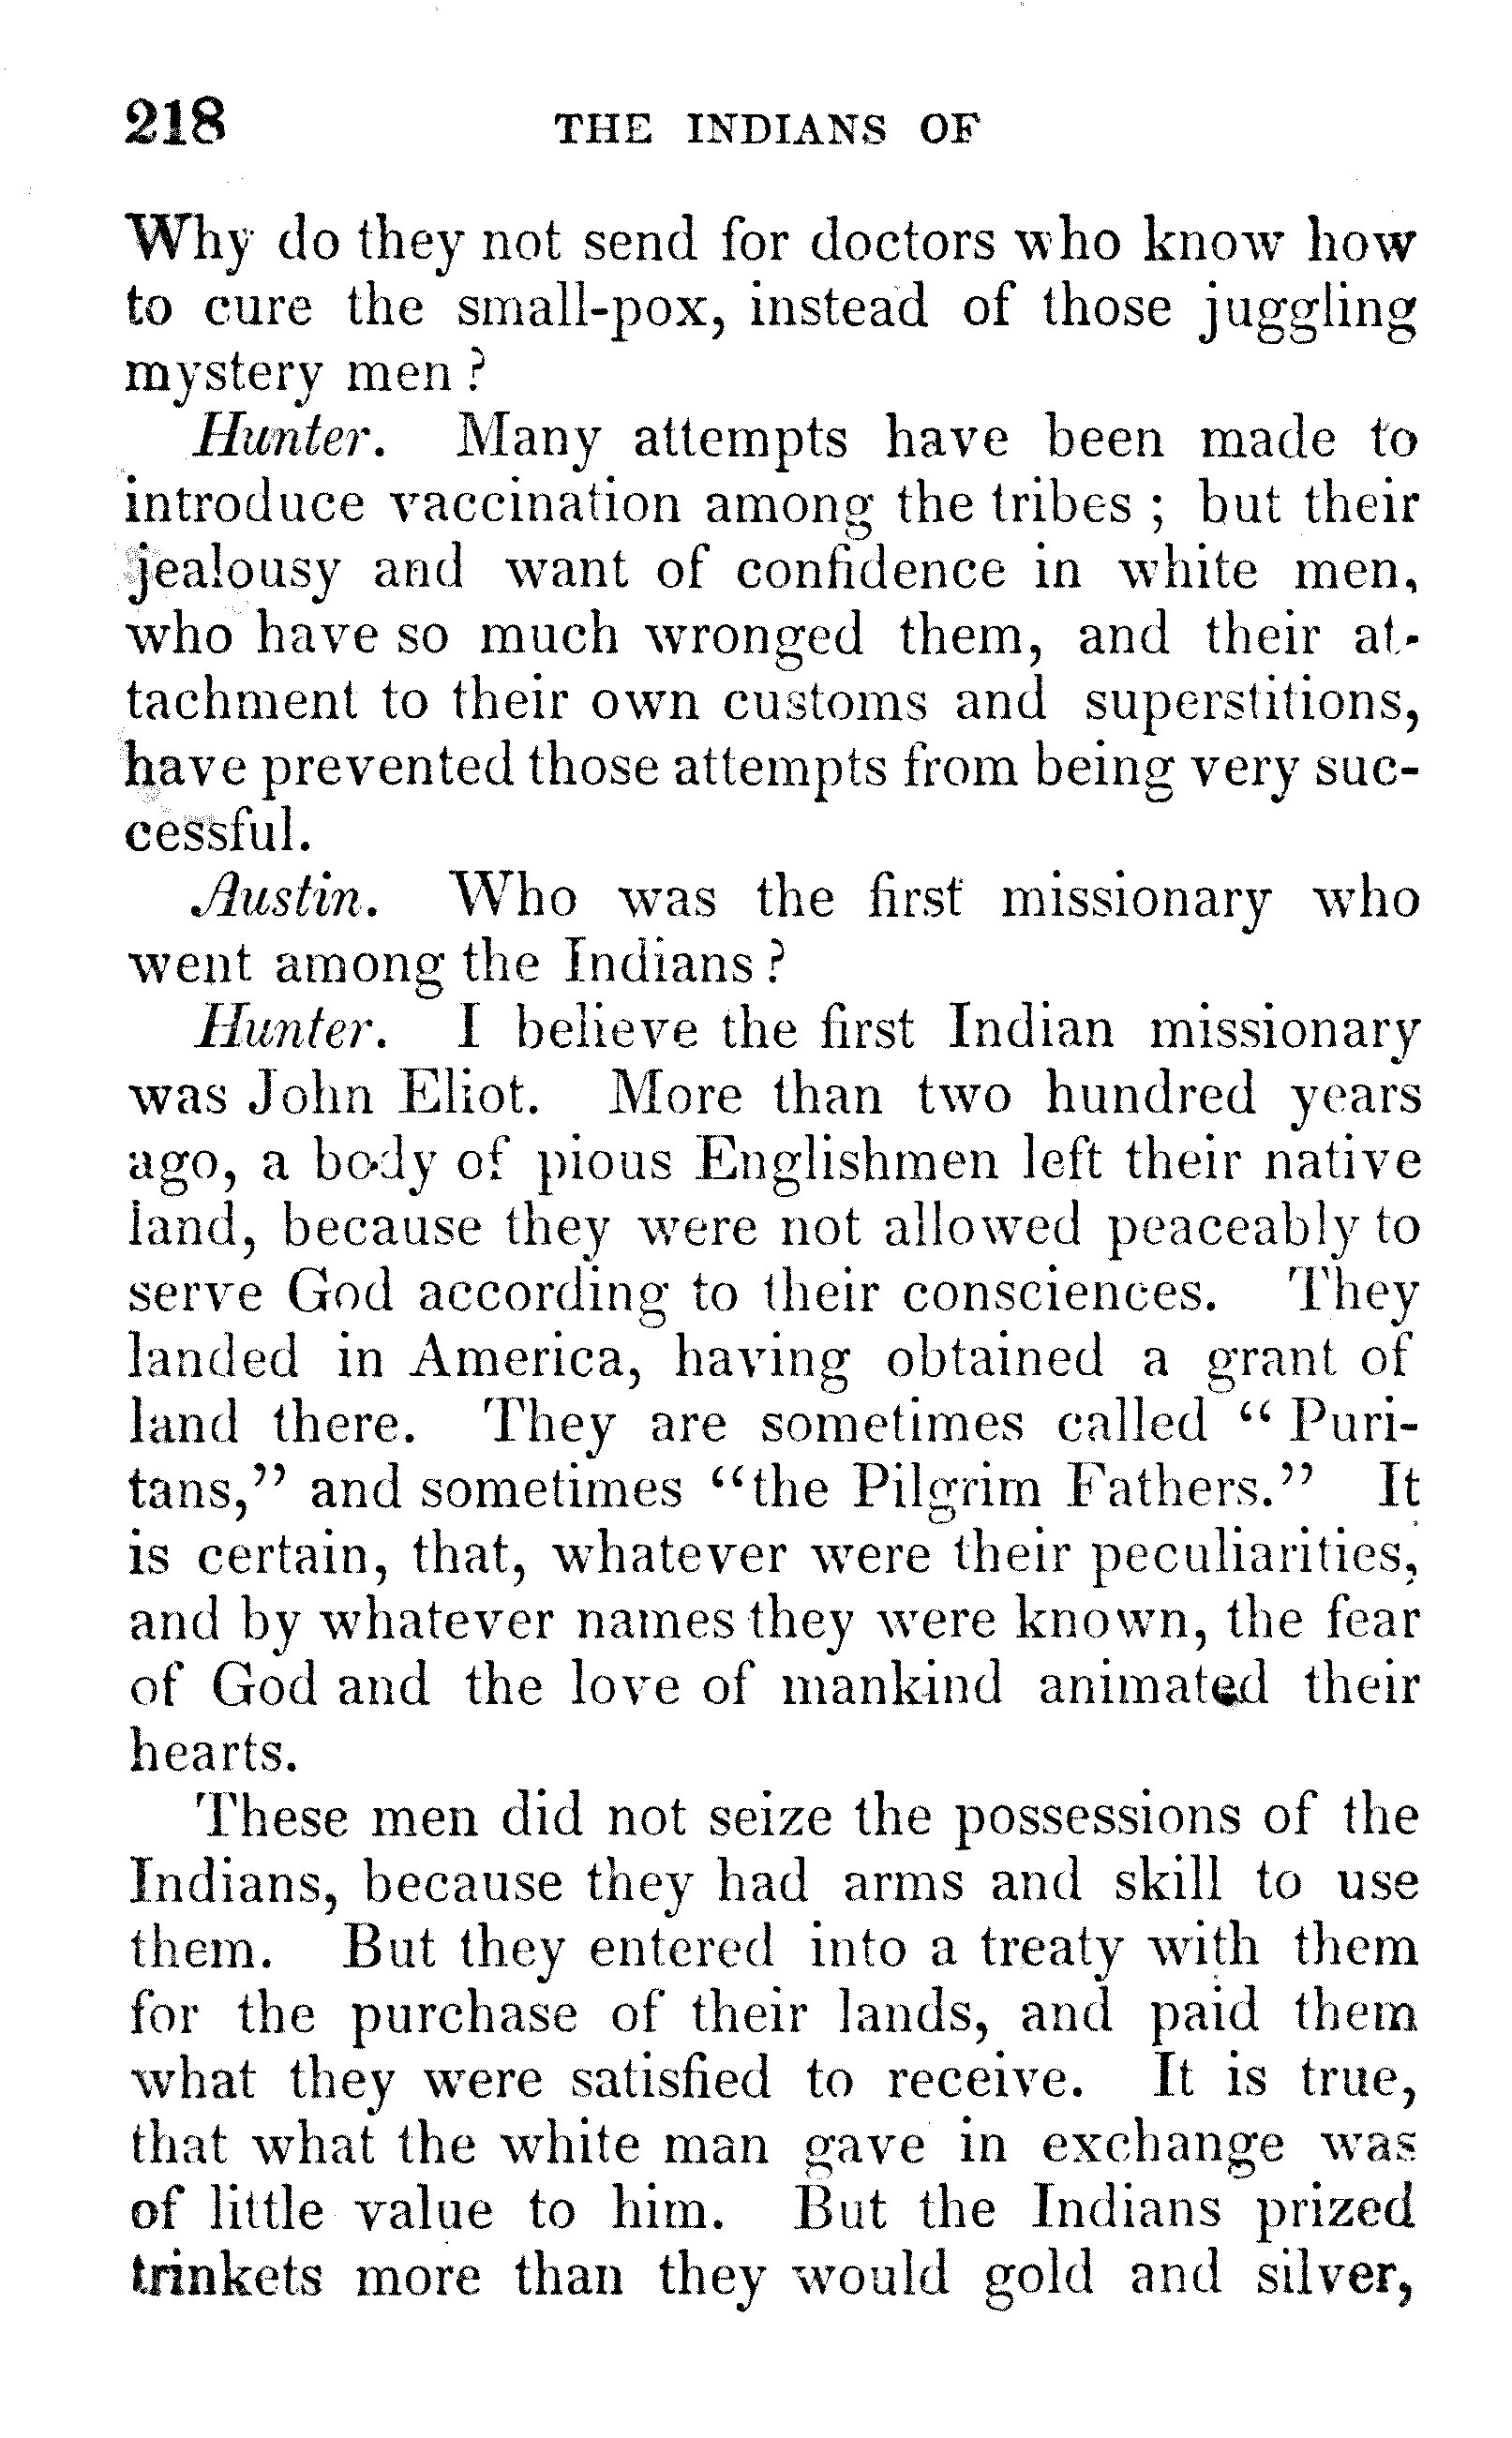 218 THE INDIANS OF
Why do they not send for doctors who know how
to cure the small-pox, instead of those juggling
mystery men ?
Hunter. Many attempts have been made to
introduce vaccination among the tribes ; but their
jealousy and want of confidence in white men,
who have so much wronged them, and their at-
tachment to their own customs and superstitions,
have prevented those attempts from being very suc-
cessful.
Austin. Who was the first missionary who
went among the Indians ?
Hunter. I believe the first Indian missionary
was John Eliot. More than two hundred years
ago, a body of pious Englishmen left their native
land, because they were not allowed peaceably to
serve God according to their consciences. They
landed in America, having obtained a grant of
land there. They are sometimes called “ Puri-
tans,” and sometimes “the Pilgrim Fathers.” It
is certain, that, whatever were their peculiarities,
and by whatever names they were known, the fear
of God and the love of mankind animated their
hearts.
These men did not seize the possessions of the
Indians, because they had arms and skill to use
them. But they entered into a treaty with them
for the purchase of their lands, and paid them
what they were satisfied to receive. It is true,
that what the white man gave in exchange was
of little value to him. But the Indians prized
trinkets more than they would gold and silver,